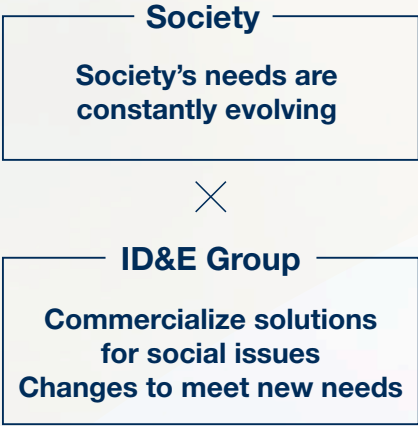 Society
Society’s needs are
constantly evolving
×
ID&E Group
Commercialize solutions
for social issues
Changes to meet new needs